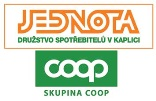 JEDNOTA
DRUŽSTVO SPOTŘEBITELŮ V KAPLICI
coop
SKUPINA COOP